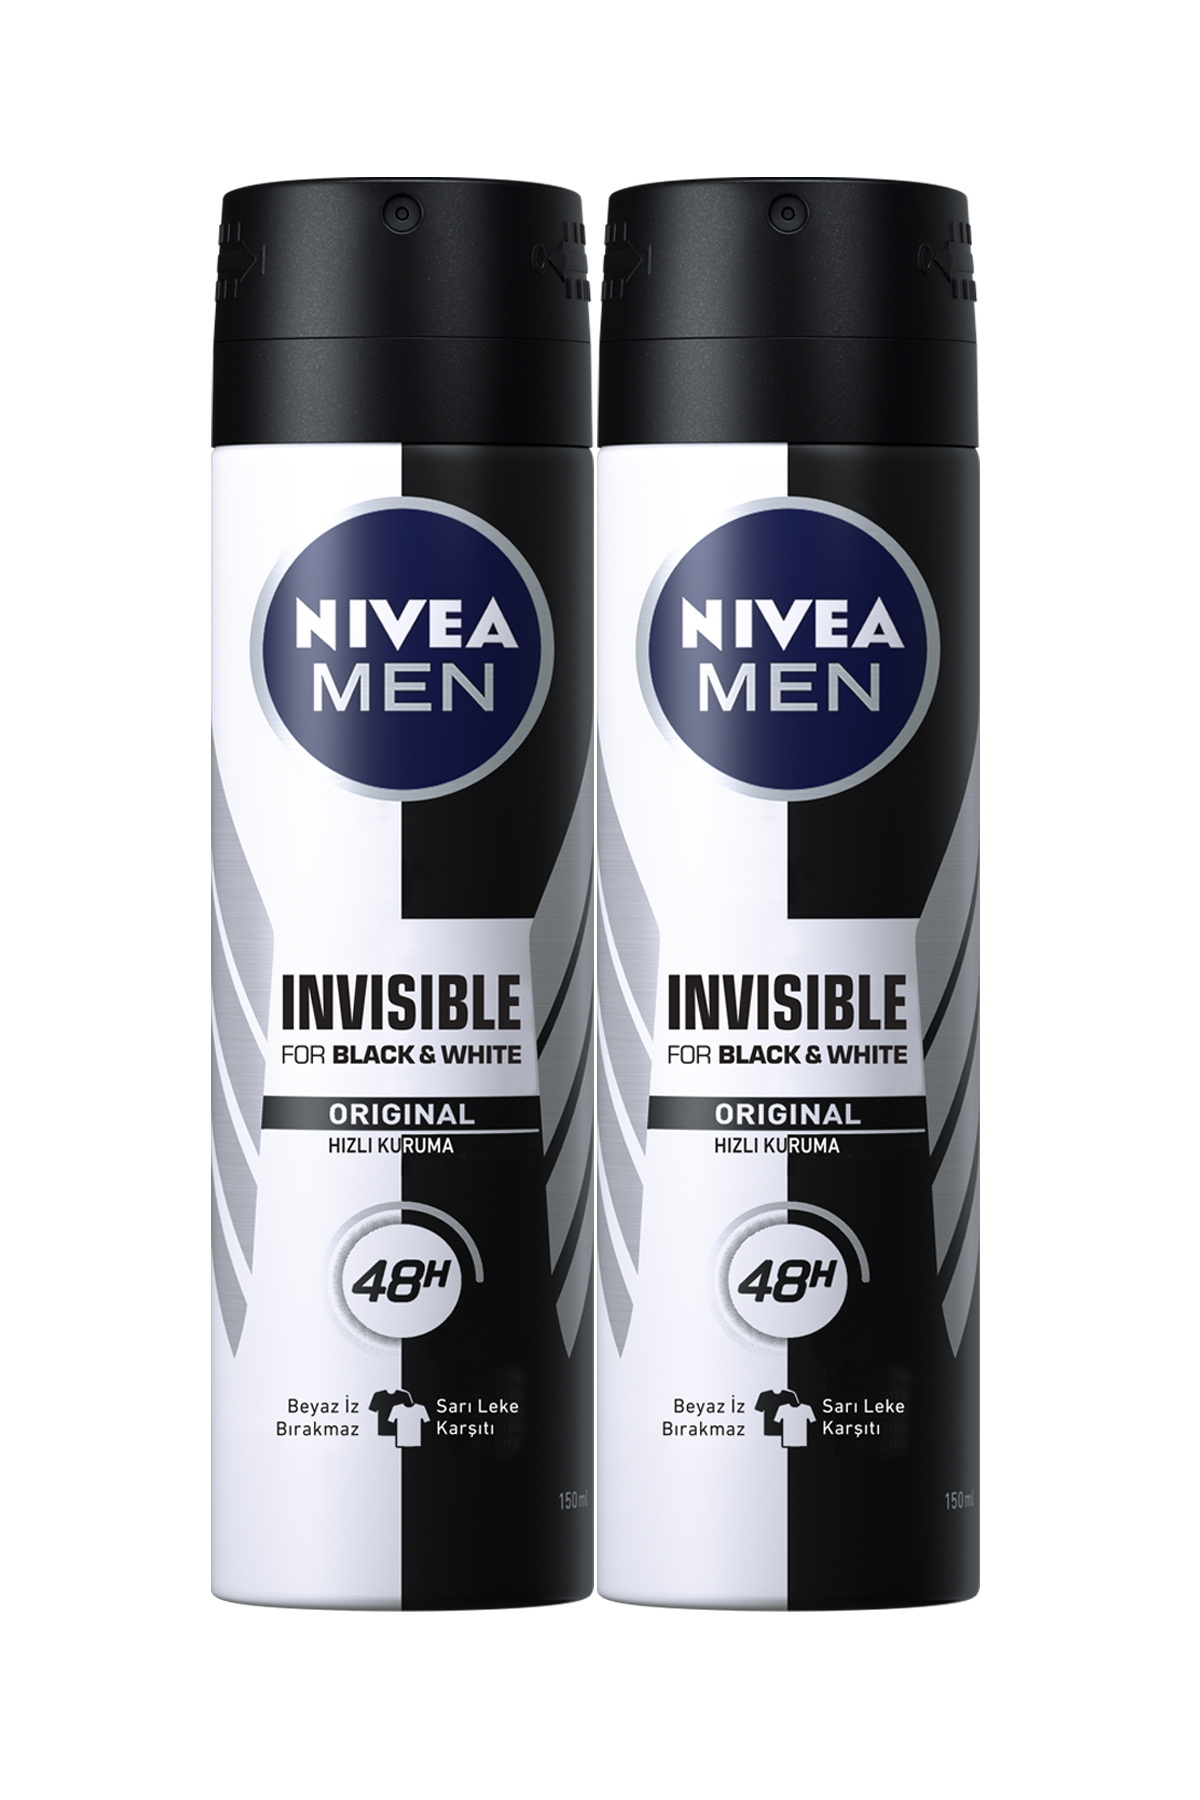 NIVEA
MEN
INVISIBLE
FOR BLACK & WHITE
ORIGINAL
HIZLI KURUMA
48H
Beyaz İz
Bırakmaz
Sarı Leke
Karşıtı
150 ml
NIVEA
MEN
INVISIBLE
FOR BLACK & WHITE
ORIGINAL
HIZLI KURUMA
48H
Beyaz İz
Bırakmaz
Sarı Leke
Karşıtı
150 ml